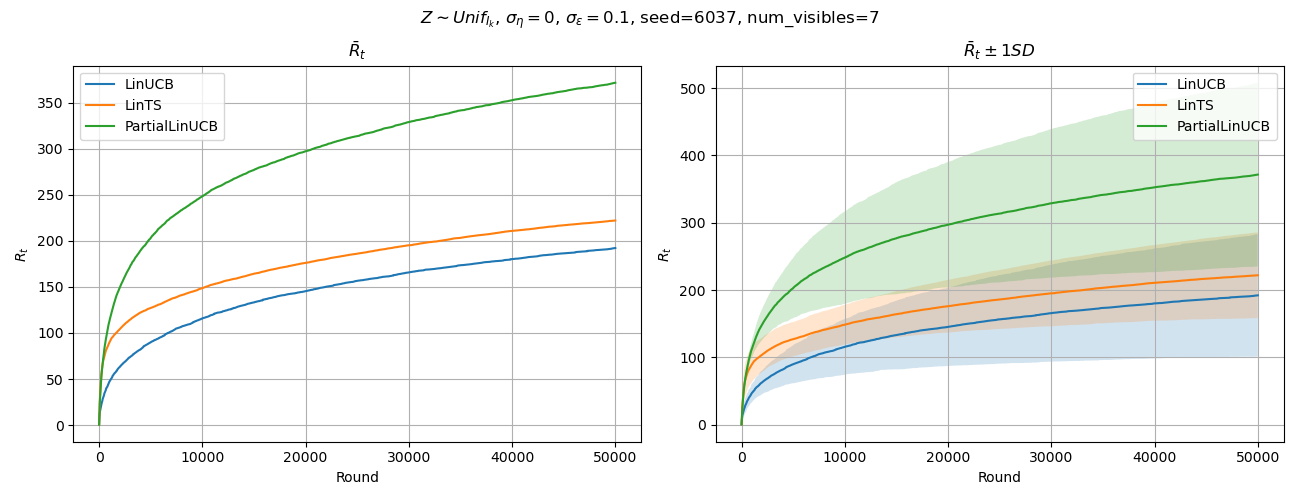 Z ∼ Unif_{I_k}, σ_η = 0, σ_ε = 0.1, seed=6037, num_visibles=7
R̄_t
LinUCB
LinTS
PartialLinUCB
R_t
350
300
250
200
150
100
50
0
0 10000 20000 30000 40000 50000
Round
R̄_t ± 1SD
LinUCB
LinTS
PartialLinUCB
R_t
500
400
300
200
100
0
0 10000 20000 30000 40000 50000
Round